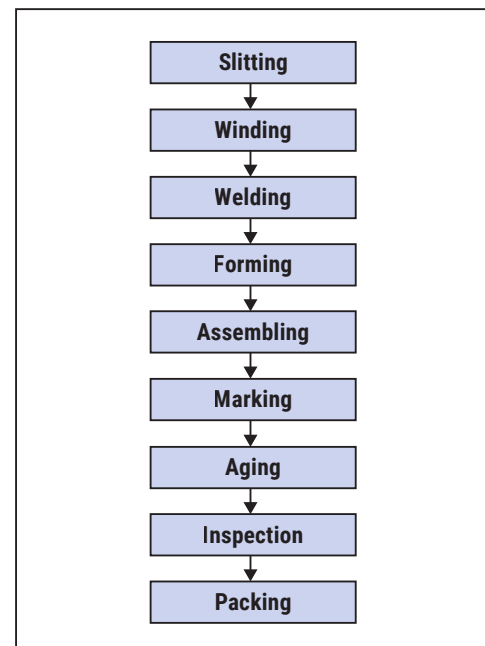 Slitting
Winding
Welding
Forming
Assembling
Marking
Aging
Inspection
Packing